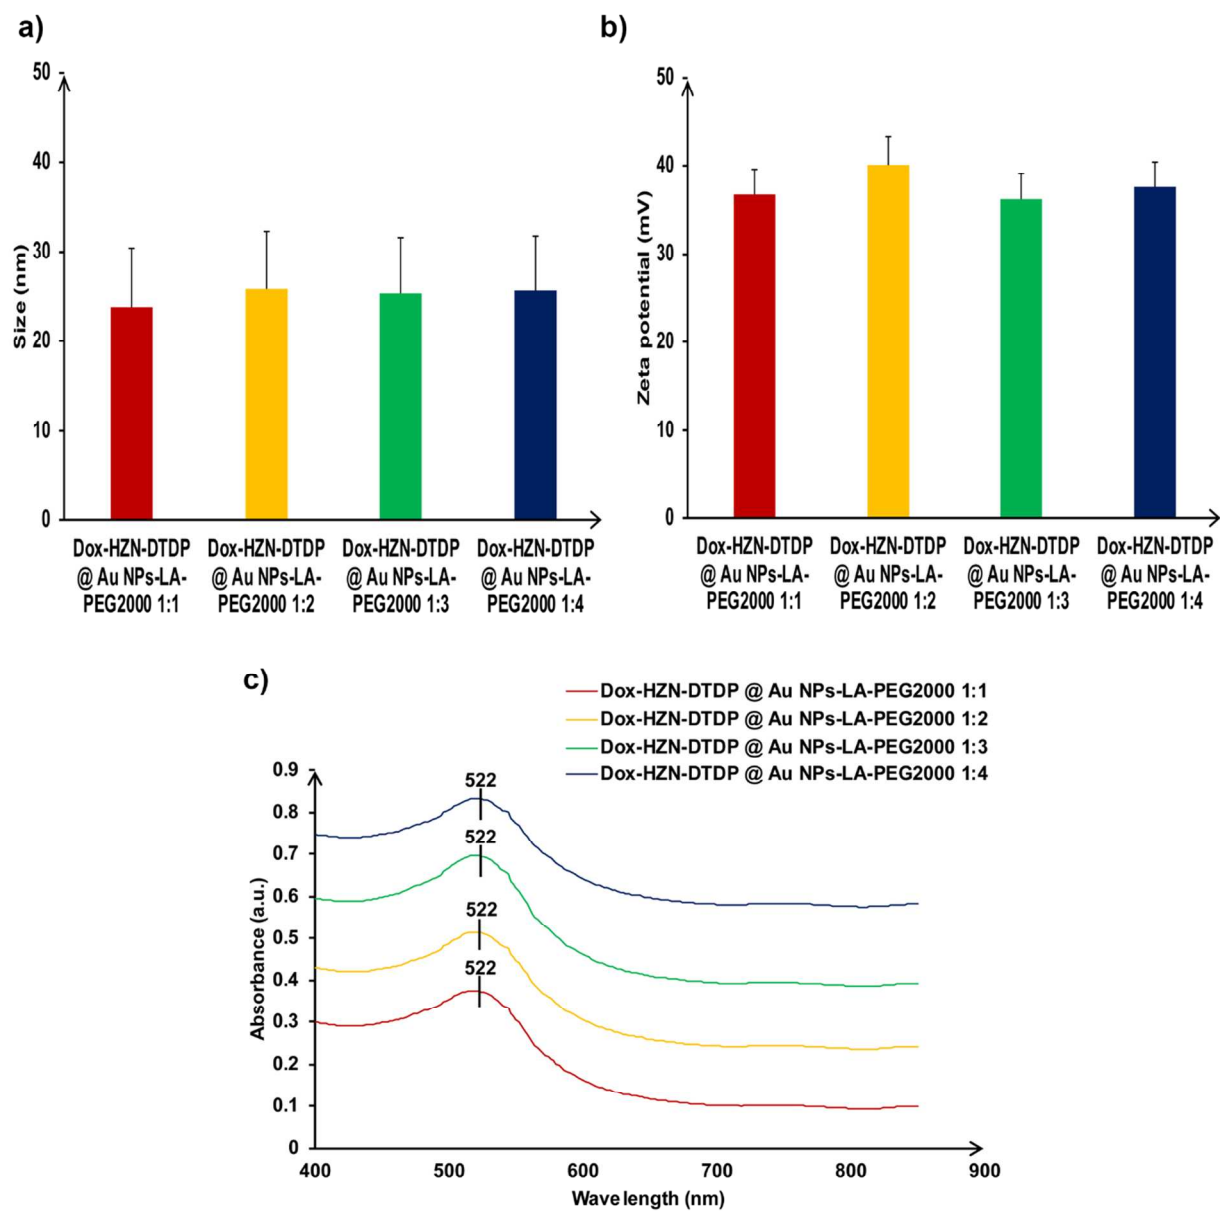 a)
50
40
30
20
10
0
Size (nm)
Dox-HZN-DTDP
@ Au NPs-LA-
PEG2000 1:1
Dox-HZN-DTDP
@ Au NPs-LA-
PEG2000 1:2
Dox-HZN-DTDP
@ Au NPs-LA-
PEG2000 1:3
Dox-HZN-DTDP
@ Au NPs-LA-
PEG2000 1:4
b)
50
40
30
20
10
0
Zeta potential (mV)
Dox-HZN-DTDP
@ Au NPs-LA-
PEG2000 1:1
Dox-HZN-DTDP
@ Au NPs-LA-
PEG2000 1:2
Dox-HZN-DTDP
@ Au NPs-LA-
PEG2000 1:3
Dox-HZN-DTDP
@ Au NPs-LA-
PEG2000 1:4
c)
Dox-HZN-DTDP @ Au NPs-LA-PEG2000 1:1
Dox-HZN-DTDP @ Au NPs-LA-PEG2000 1:2
Dox-HZN-DTDP @ Au NPs-LA-PEG2000 1:3
Dox-HZN-DTDP @ Au NPs-LA-PEG2000 1:4
0.9
0.8
0.7
0.6
0.5
0.4
0.3
0.2
0.1
0
Absorbance (a.u.)
522
522
522
522
400
500
600
700
800
900
Wavelength (nm)